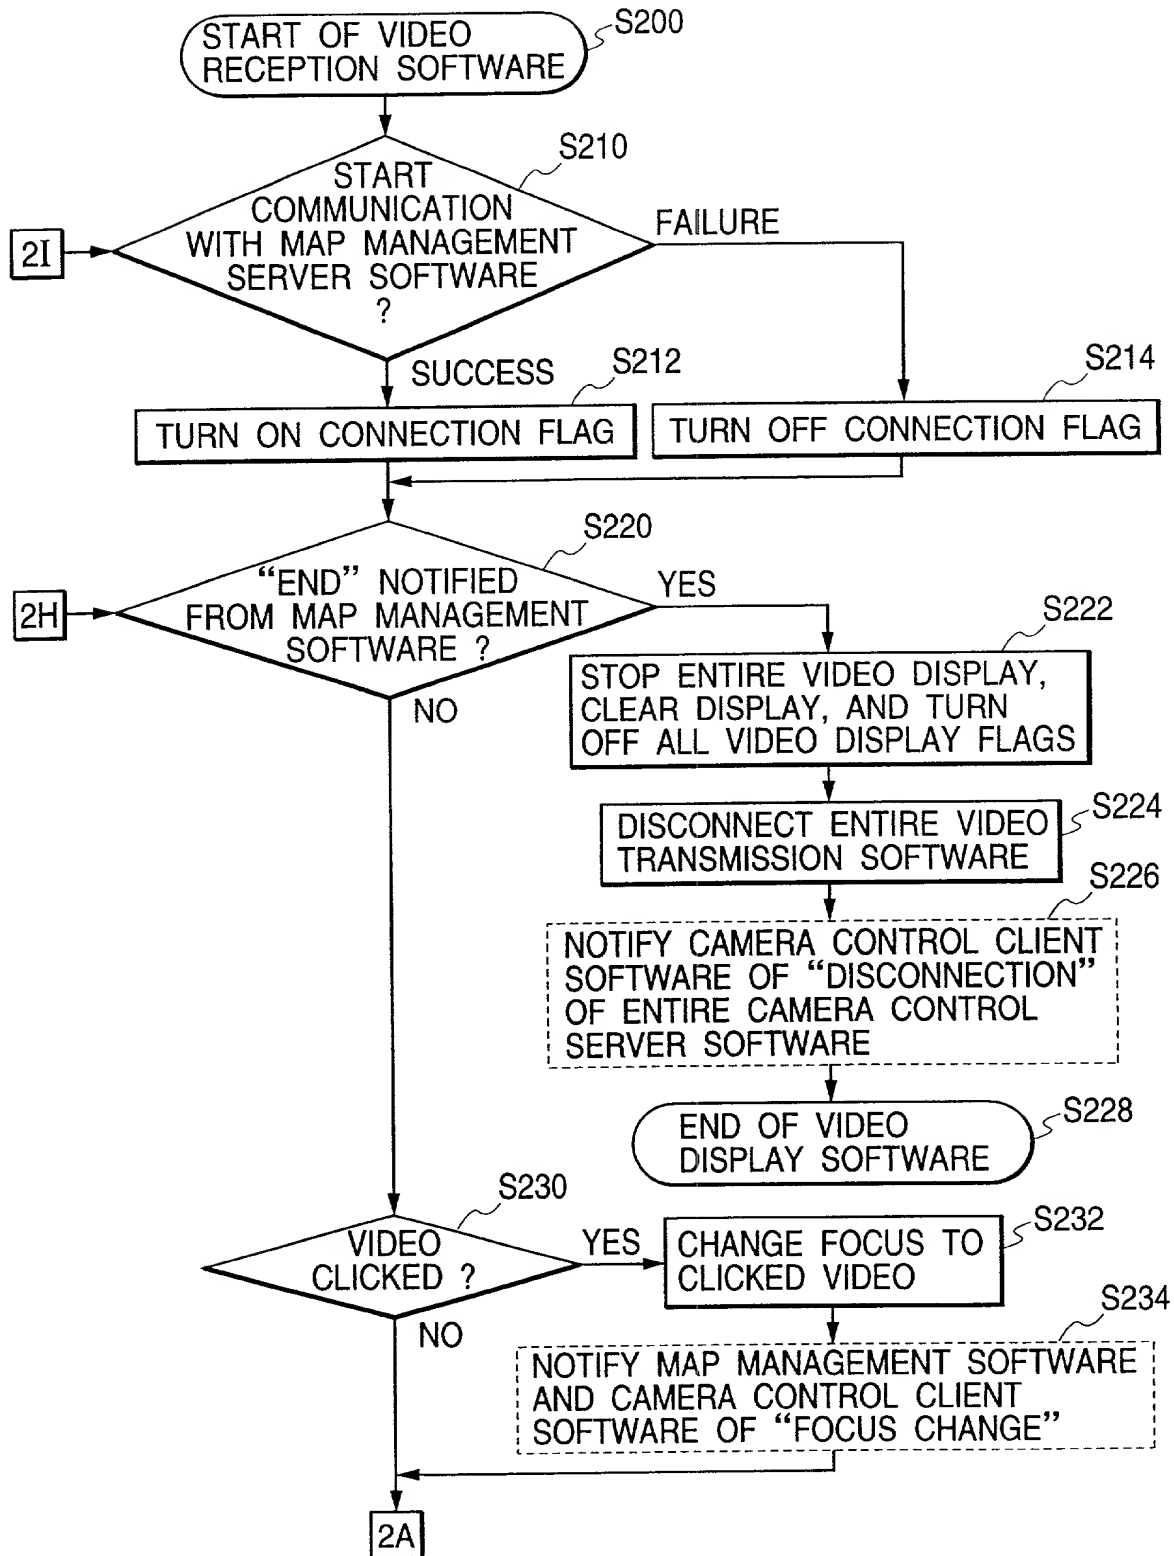 START OF VIDEO
RECEPTION SOFTWARE
S200
S210
START
COMMUNICATION
WITH MAP MANAGEMENT
SERVER SOFTWARE
?
FAILURE
2I
SUCCESS
S212
S214
TURN ON CONNECTION FLAG
TURN OFF CONNECTION FLAG
S220
“END” NOTIFIED
FROM MAP MANAGEMENT
SOFTWARE ?
YES
2H
NO
S222
STOP ENTIRE VIDEO DISPLAY,
CLEAR DISPLAY, AND TURN
OFF ALL VIDEO DISPLAY FLAGS
S224
DISCONNECT ENTIRE VIDEO
TRANSMISSION SOFTWARE
S226
NOTIFY CAMERA CONTROL CLIENT
SOFTWARE OF “DISCONNECTION”
OF ENTIRE CAMERA CONTROL
SERVER SOFTWARE
S228
END OF VIDEO
DISPLAY SOFTWARE
S230
VIDEO
CLICKED ?
YES
NO
S232
CHANGE FOCUS TO
CLICKED VIDEO
S234
NOTIFY MAP MANAGEMENT SOFTWARE
AND CAMERA CONTROL CLIENT
SOFTWARE OF “FOCUS CHANGE”
2A